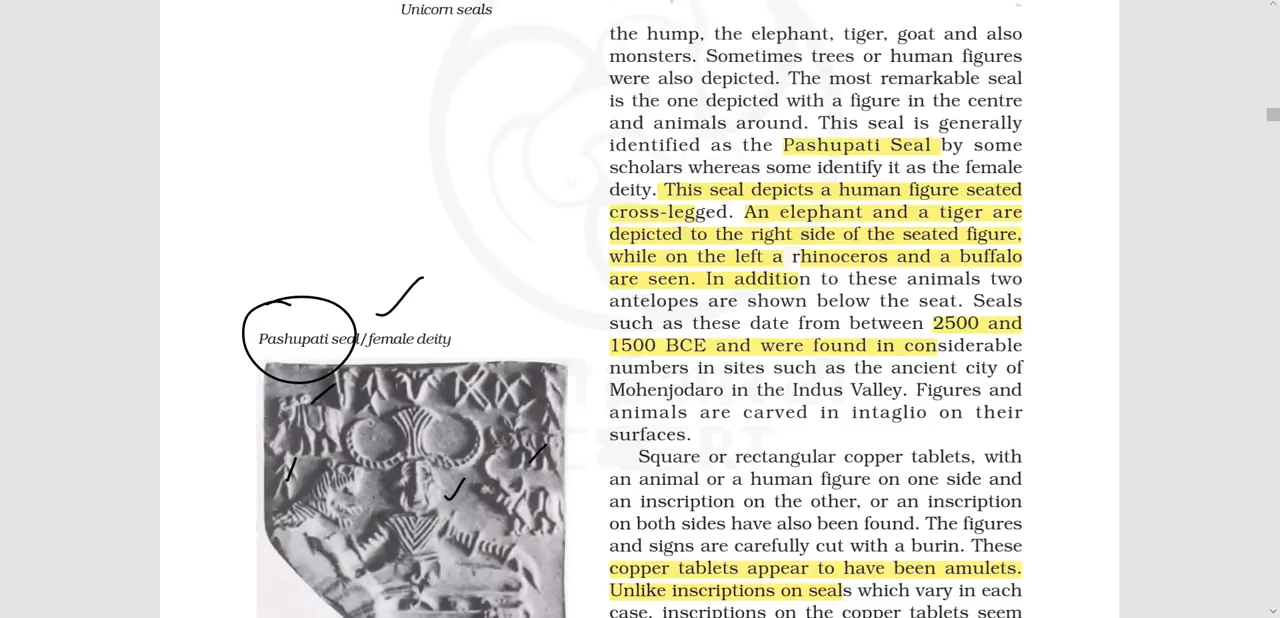 Unicorn seals
the hump, the elephant, tiger, goat and also
monsters. Sometimes trees or human figures
were also depicted. The most remarkable seal
is the one depicted with a figure in the centre
and animals around. This seal is generally
identified as the Pashupati Seal by some
scholars whereas some identify it as the female
deity. This seal depicts a human figure seated
cross-legged. An elephant and a tiger are
depicted to the right side of the seated figure,
while on the left a rhinoceros and a buffalo
are seen. In addition to these animals two
antelopes are shown below the seat. Seals
such as these date from between 2500 and
1500 BCE and were found in considerable
numbers in sites such as the ancient city of
Mohenjodaro in the Indus Valley. Figures and
animals are carved in intaglio on their
surfaces.
Square or rectangular copper tablets, with
an animal or a human figure on one side and
an inscription on the other, or an inscription
on both sides have also been found. The figures
and signs are carefully cut with a burin. These
copper tablets appear to have been amulets.
Unlike inscriptions on seals which vary in each
case, inscriptions on the copper tablets seem
Pashupati seal/female deity